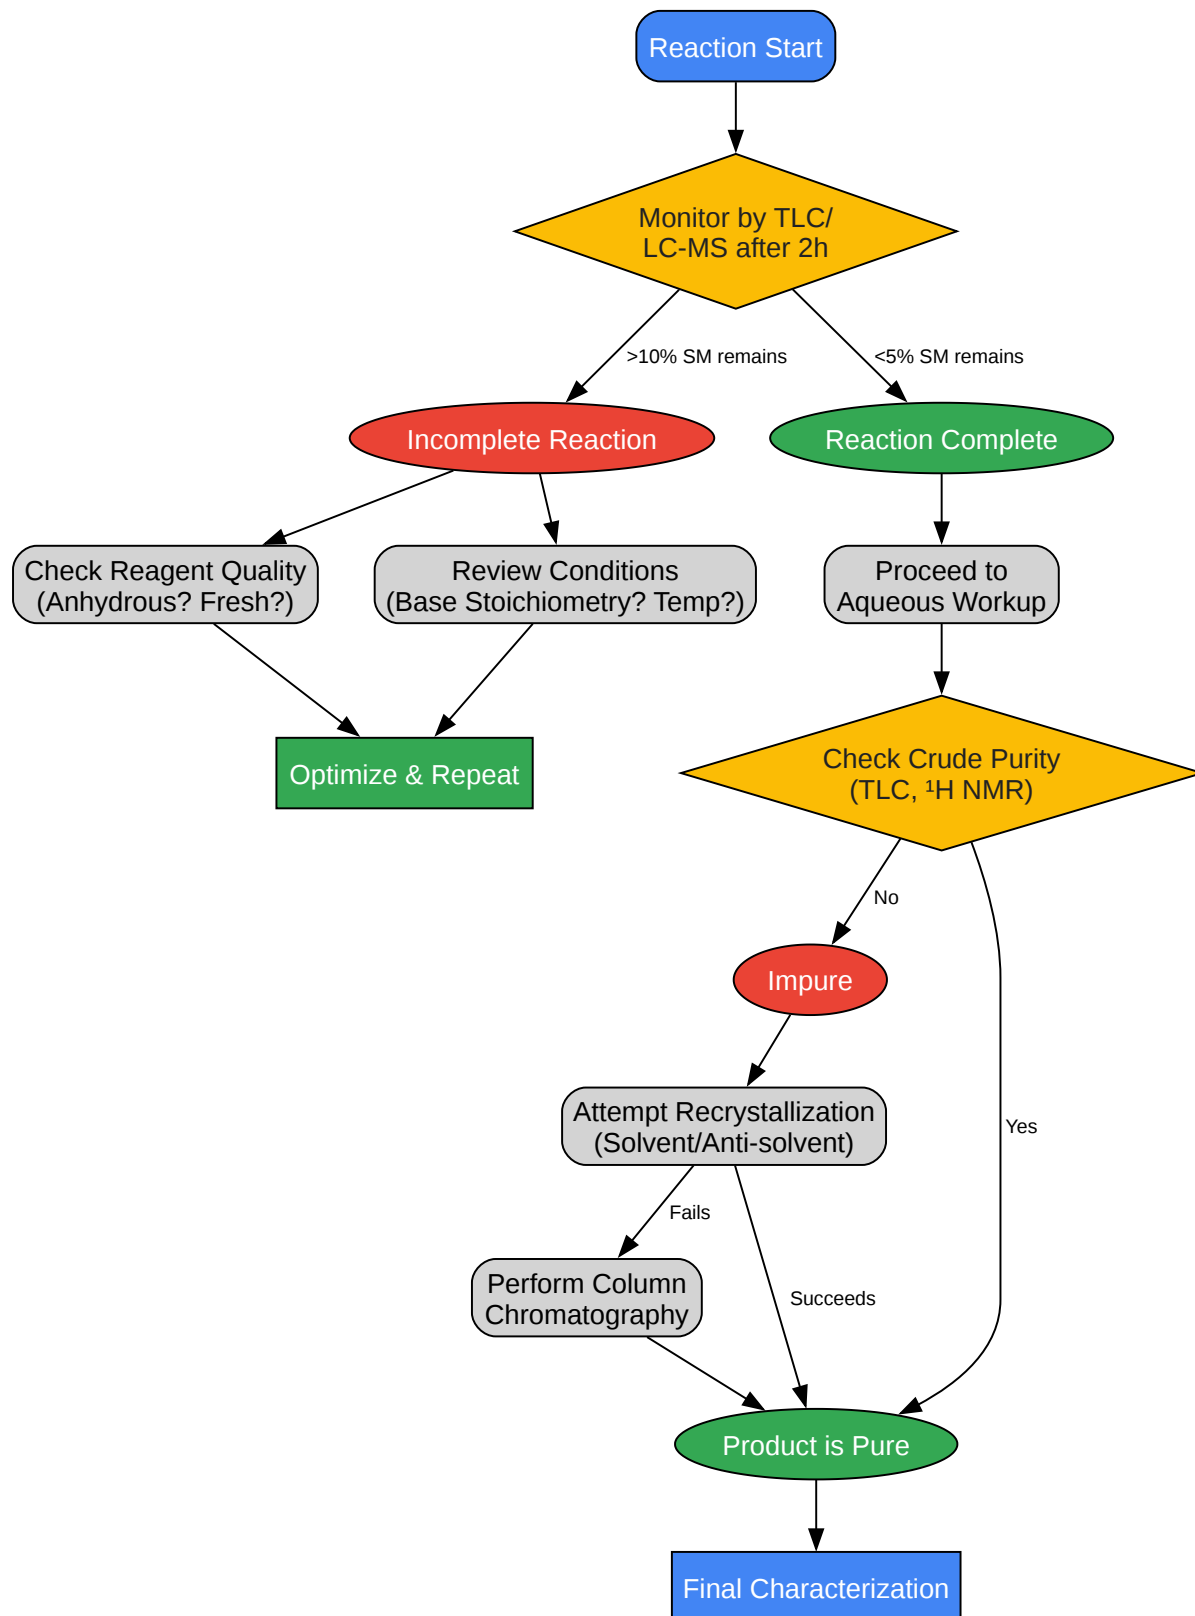 Reaction Start
Monitor by TLC/
LC-MS after 2h
>10% SM remains
<5% SM remains
Incomplete Reaction
Reaction Complete
Check Reagent Quality
(Anhydrous? Fresh?)
Review Conditions
(Base Stoichiometry? Temp?)
Proceed to
Aqueous Workup
Optimize & Repeat
Check Crude Purity
(TLC, ¹H NMR)
No
Impure
Attempt Recrystallization
(Solvent/Anti-solvent)
Yes
Fails
Perform Column
Chromatography
Succeeds
Product is Pure
Final Characterization